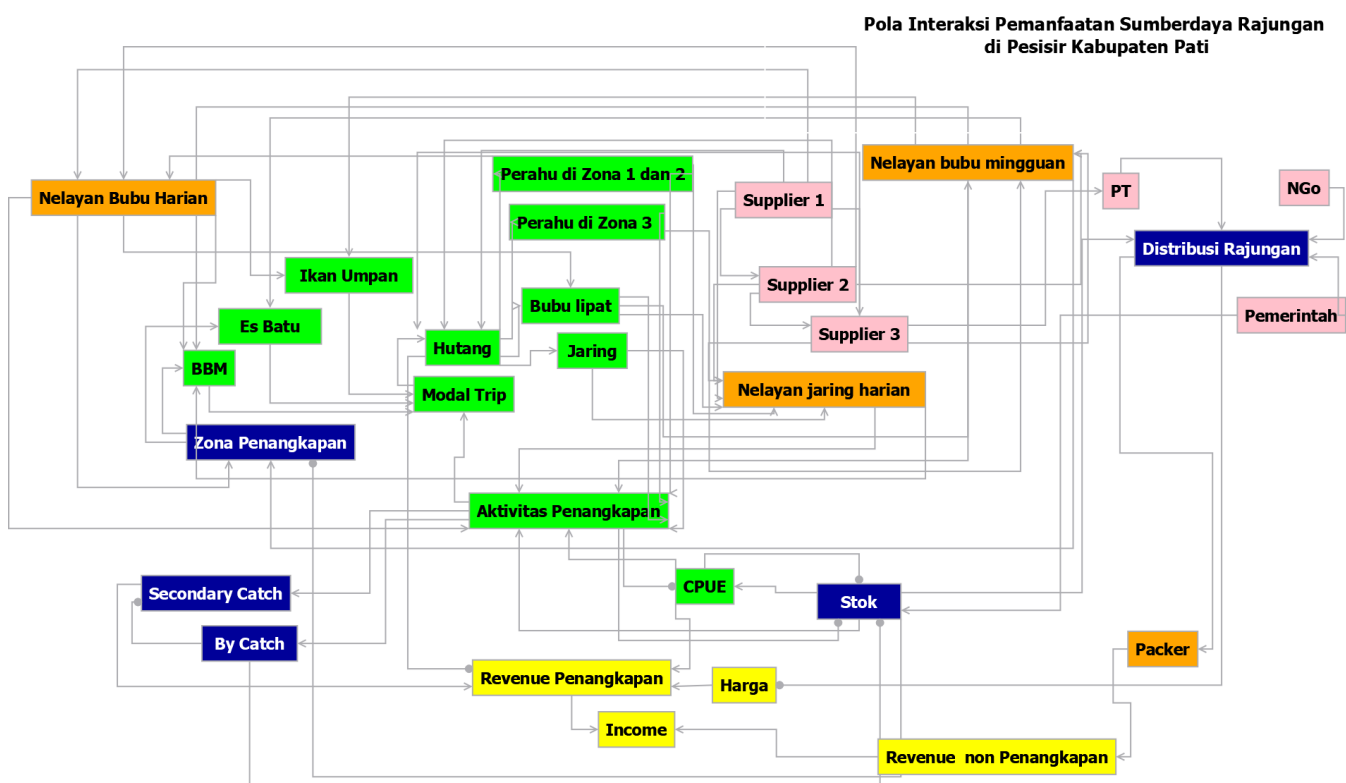 Pola Interaksi Pemanfaatan Sumberdaya Rajungan
di Pesisir Kabupaten Pati
Nelayan bubu mingguan
Perahu di Zona 1 dan 2
Nelayan Bubu Harian
Supplier 1
PT
NGo
Perahu di Zona 3
Distribusi Rajungan
Ikan Umpan
Supplier 2
Bubu lipat
Pemerintah
Es Batu
Supplier 3
Hutang
Jaring
BBM
Modal Trip
Nelayan jaring harian
Zona Penangkapan
Aktivitas Penangkapan
Secondary Catch
CPUE
Stok
By Catch
Packer
Revenue Penangkapan
Harga
Income
Revenue  non Penangkapan